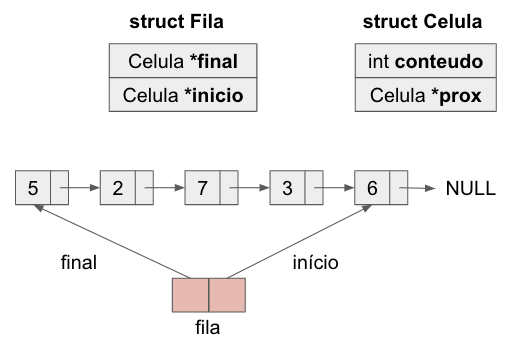 struct Fila
Celula *final
Celula *inicio
struct Celula
int conteudo
Celula *prox
5 2 7 3 6 NULL
final início
fila